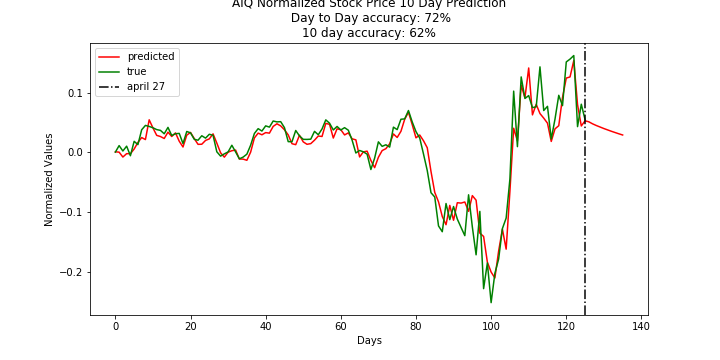 AIQ Normalized Stock Price 10 Day Prediction
Day to Day accuracy: 72%
10 day accuracy: 62%
predicted
true
april 27
Normalized Values
0.1
0.0
−0.1
−0.2
0 20 40 60 80 100 120 140
Days